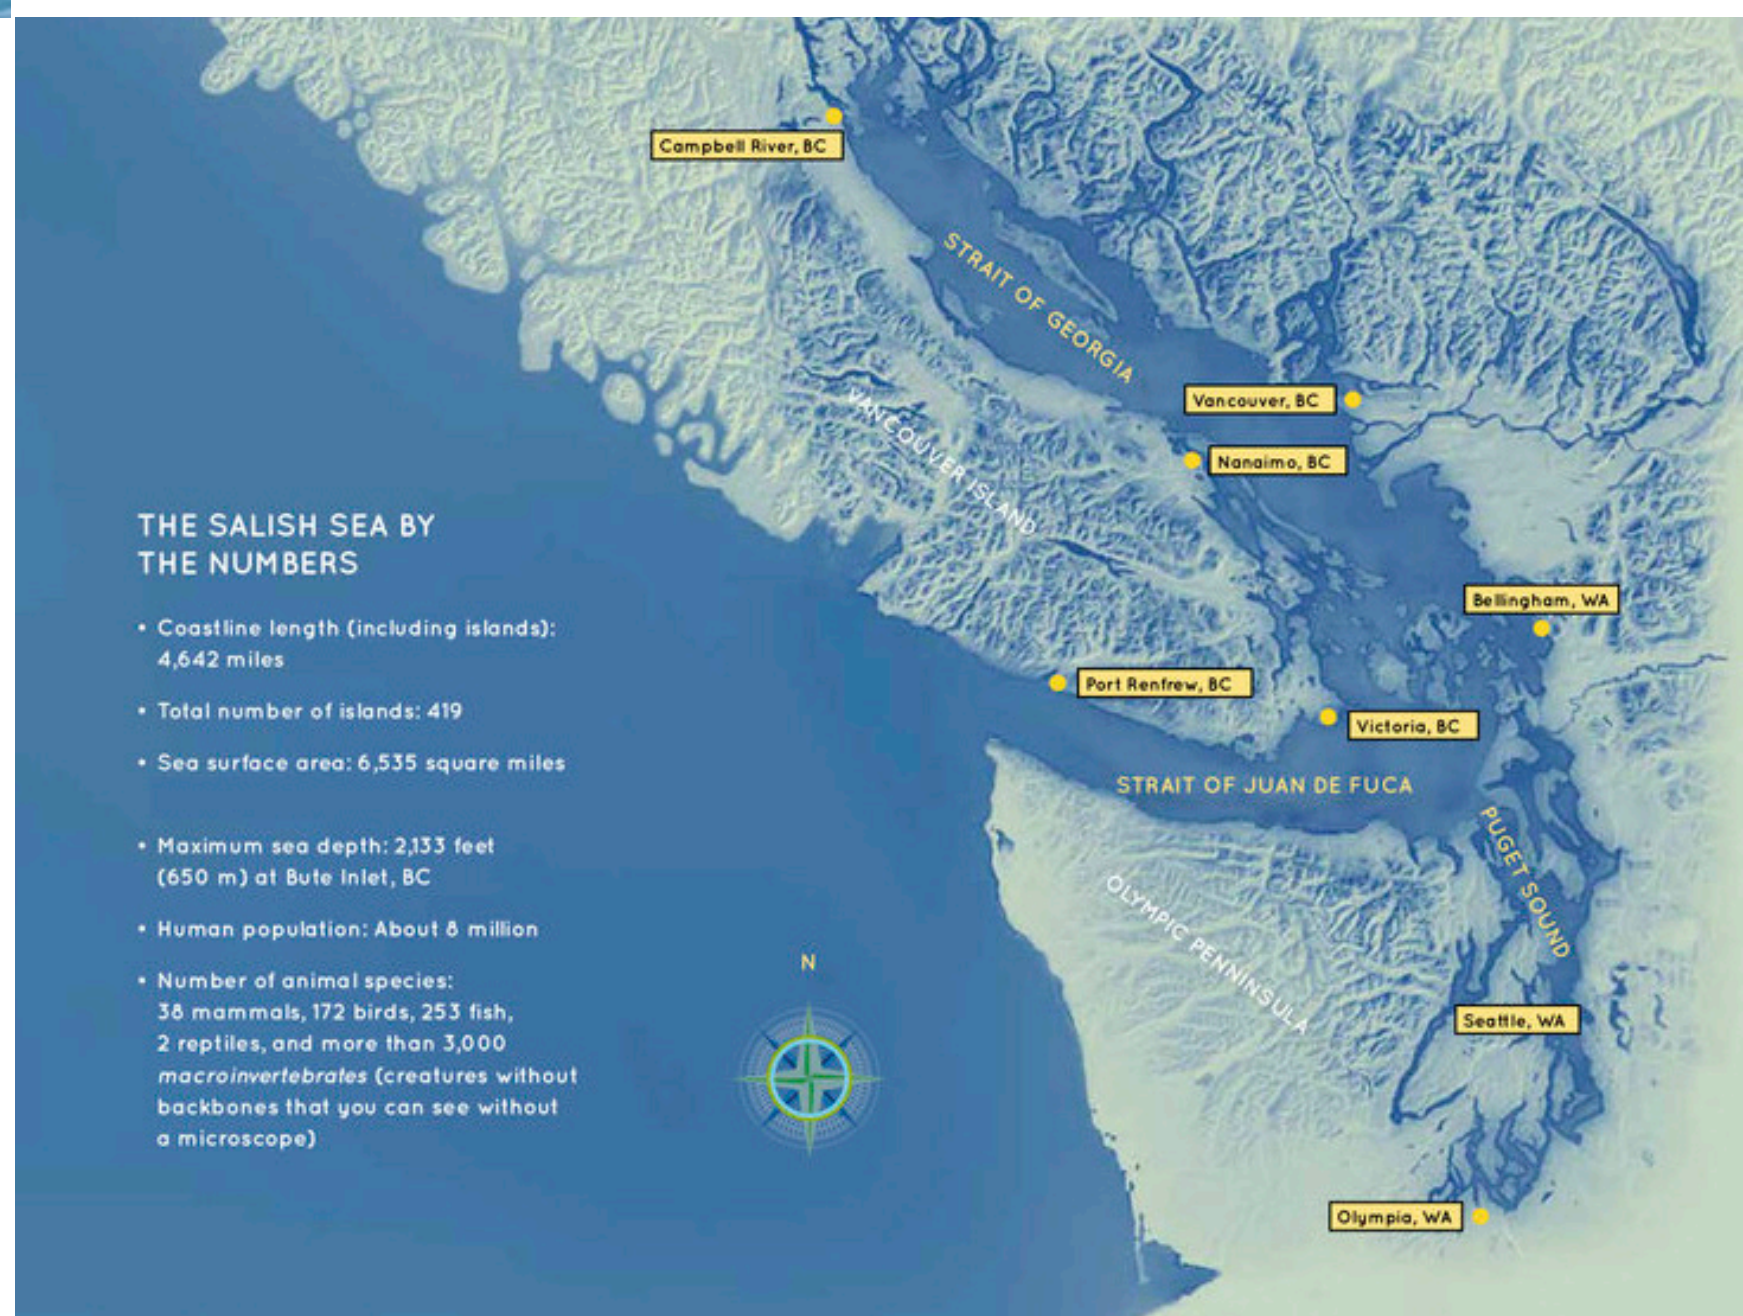 Campbell River, BC
STRAIT OF GEORGIA
Vancouver, BC
VANCOUVER ISLAND
Nanaimo, BC
THE SALISH SEA BY
THE NUMBERS
• Coastline length (including islands):
4,642 miles
• Total number of islands: 419
• Sea surface area: 6,535 square miles
• Maximum sea depth: 2,133 feet
(650 m) at Bute Inlet, BC
• Human population: About 8 million
• Number of animal species:
38 mammals, 172 birds, 253 fish,
2 reptiles, and more than 3,000
macroinvertebrates (creatures without
backbones that you can see without
a microscope)
Bellingham, WA
Port Renfrew, BC
Victoria, BC
STRAIT OF JUAN DE FUCA
PUGET SOUND
OLYMPIC PENNINSULA
N
Seattle, WA
Olympia, WA